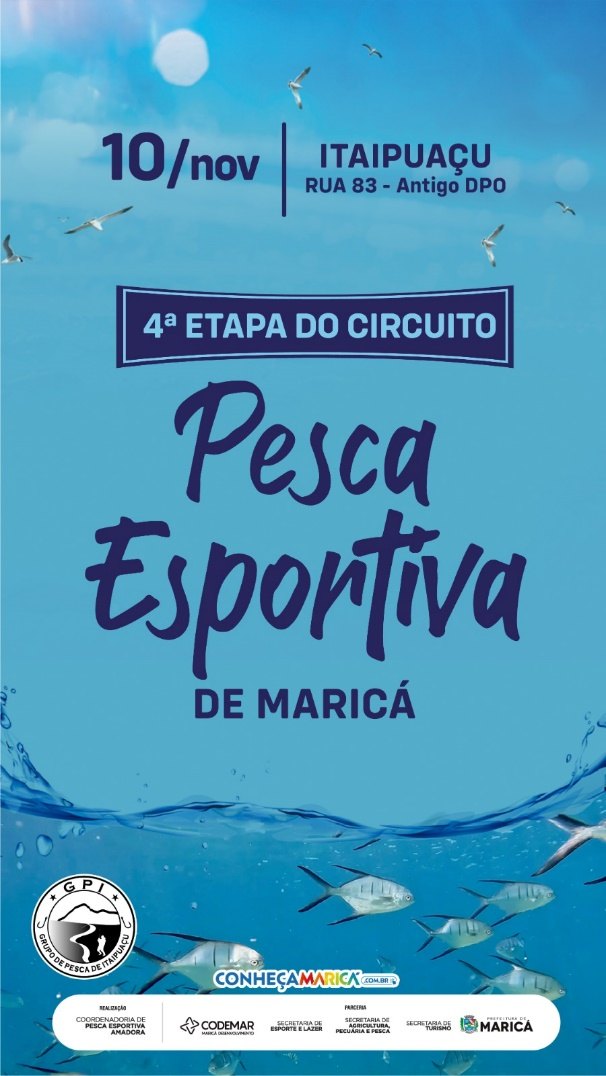 10/nov
ITAIPUAÇU
RUA 83 - Antigo DPO
4ª ETAPA DO CIRCUITO
Pesca
Esportiva
DE MARICÁ
GPI
GRUPO DE PESCA DE ITAIPUAÇU
CONHEÇAMARICÁ.COM.BR
REALIZAÇÃO
COORDENADORIA DE
PESCA ESPORTIVA
AMADORA
CODEMAR
MARICÁ DESENVOLVIMENTO
PARCERIA
SECRETARIA DE
ESPORTE E LAZER
SECRETARIA DE
AGRICULTURA,
PECUÁRIA E PESCA
SECRETARIA DE
TURISMO
PREFEITURA DE
MARICÁ